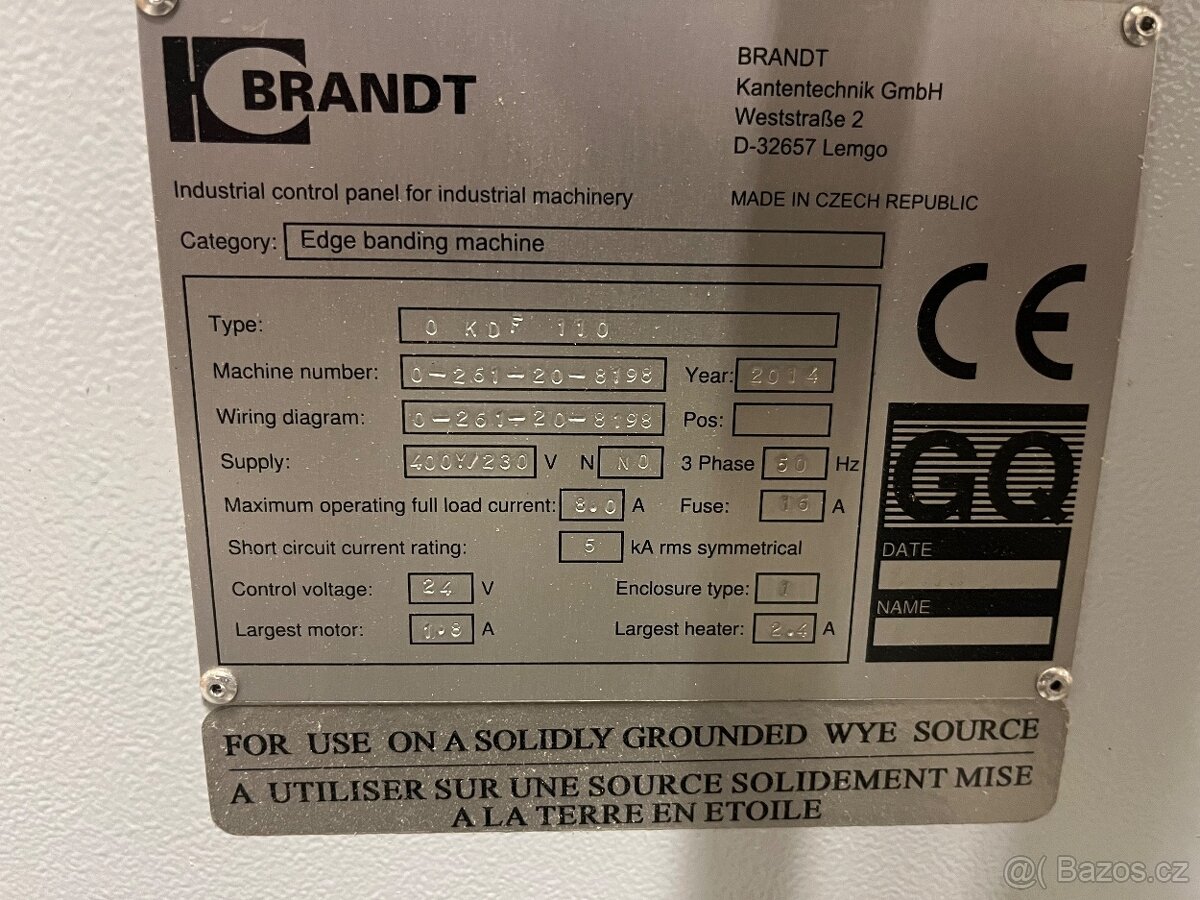 BRANDT
BRANDT
Kantentechnik GmbH
Weststraße 2
D-32657 Lemgo
Industrial control panel for industrial machinery
MADE IN CZECH REPUBLIC
Category: Edge banding machine
Type: 0 KDF 110
Machine number: 0-261-20-8198 Year: 2014
Wiring diagram: 0-261-20-8198 Pos:
Supply: 400Y/230 V N NO 3 Phase 50 Hz
Maximum operating full load current: 8.0 A Fuse: 16 A
Short circuit current rating: 5 kA rms symmetrical
Control voltage: 24 V Enclosure type: 1
Largest motor: 1.8 A Largest heater: 2.4 A
CE
GQ
DATE
NAME
FOR USE ON A SOLIDLY GROUNDED WYE SOURCE
A UTILISER SUR UNE SOURCE SOLIDEMENT MISE
A LA TERRE EN ETOILE
@( Bazos.cz